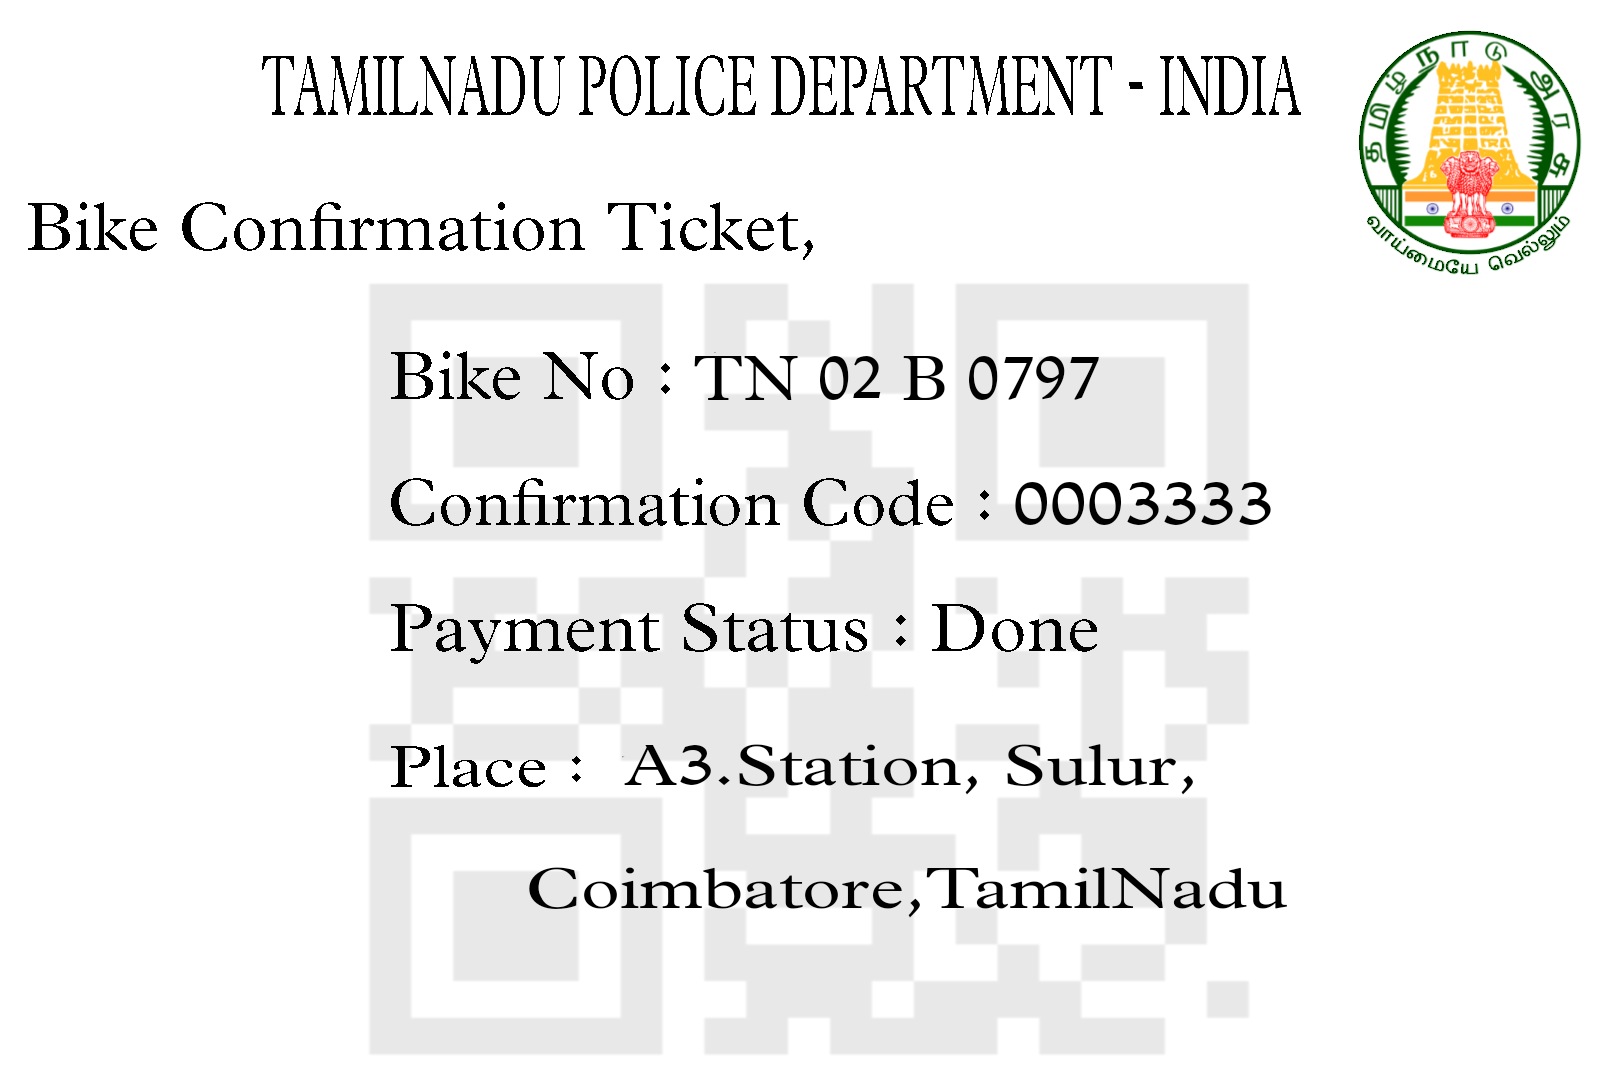 TAMILNADU POLICE DEPARTMENT - INDIA
தமிழ் நாடு அரசு
வாய்மையே வெல்லும்
Bike Confirmation Ticket,
Bike No : TN 02 B 0797
Confirmation Code : 0003333
Payment Status : Done
Place : A3.Station, Sulur,
Coimbatore,TamilNadu